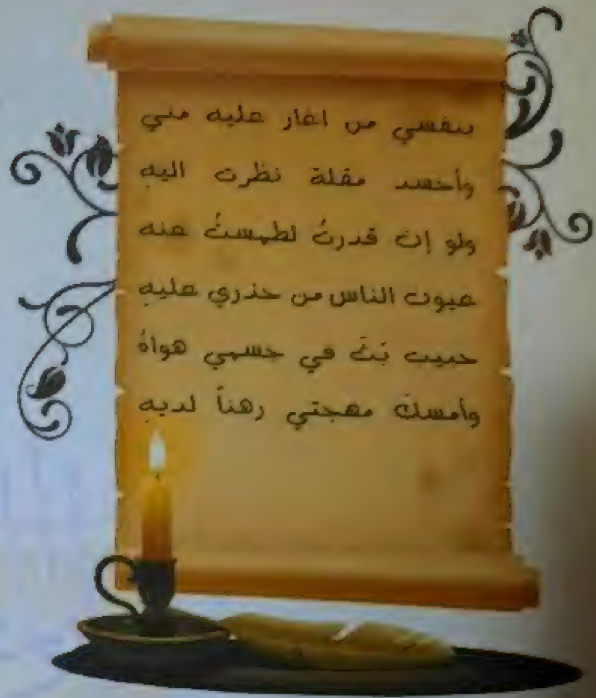 بنفسي من اغار عليه مني
وأحسد مقلة نظرت اليهِ
ولو إن قدرتُ لطمستُ عنه
عيون الناس من حذري عليهِ
حبيب بَثَّ في جسمي هواهُ
وأمسك مهجتي رهناً لديهِ